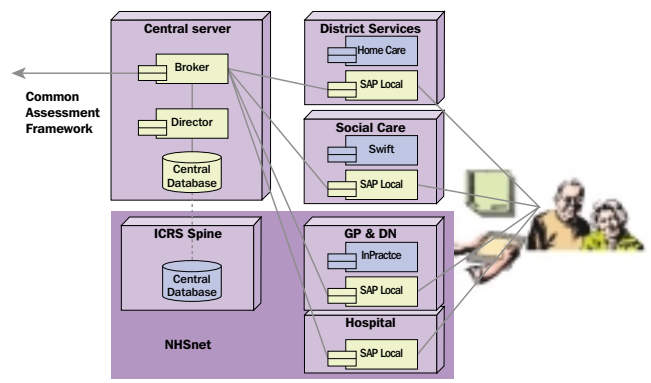 Central server
Broker
Director
Central
Database
Common
Assessment
Framework
District Services
Home Care
SAP Local
Social Care
Swift
SAP Local
ICRS Spine
Central
Database
NHSnet
GP & DN
InPractce
SAP Local
Hospital
SAP Local